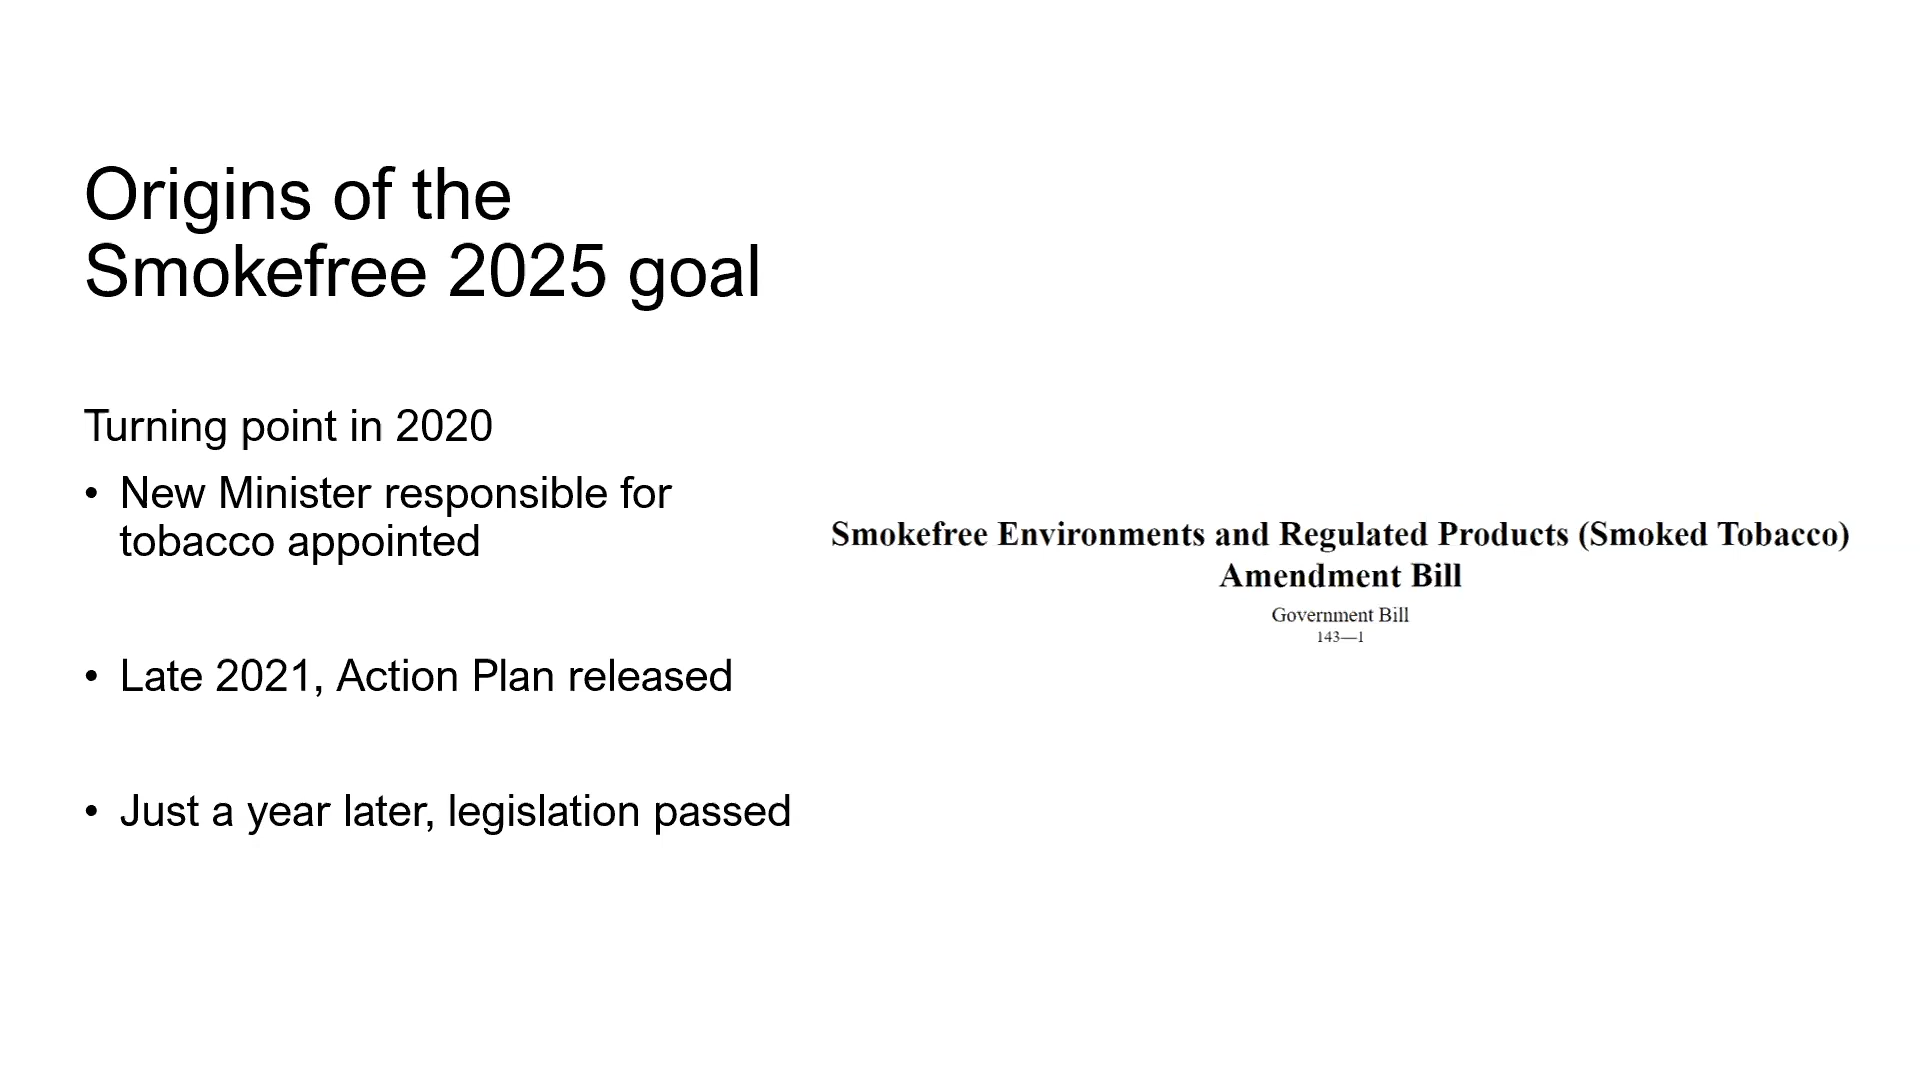 Origins of the
Smokefree 2025 goal
Turning point in 2020
• New Minister responsible for
tobacco appointed
• Late 2021, Action Plan released
• Just a year later, legislation passed
Smokefree Environments and Regulated Products (Smoked Tobacco)
Amendment Bill
Government Bill
143—1